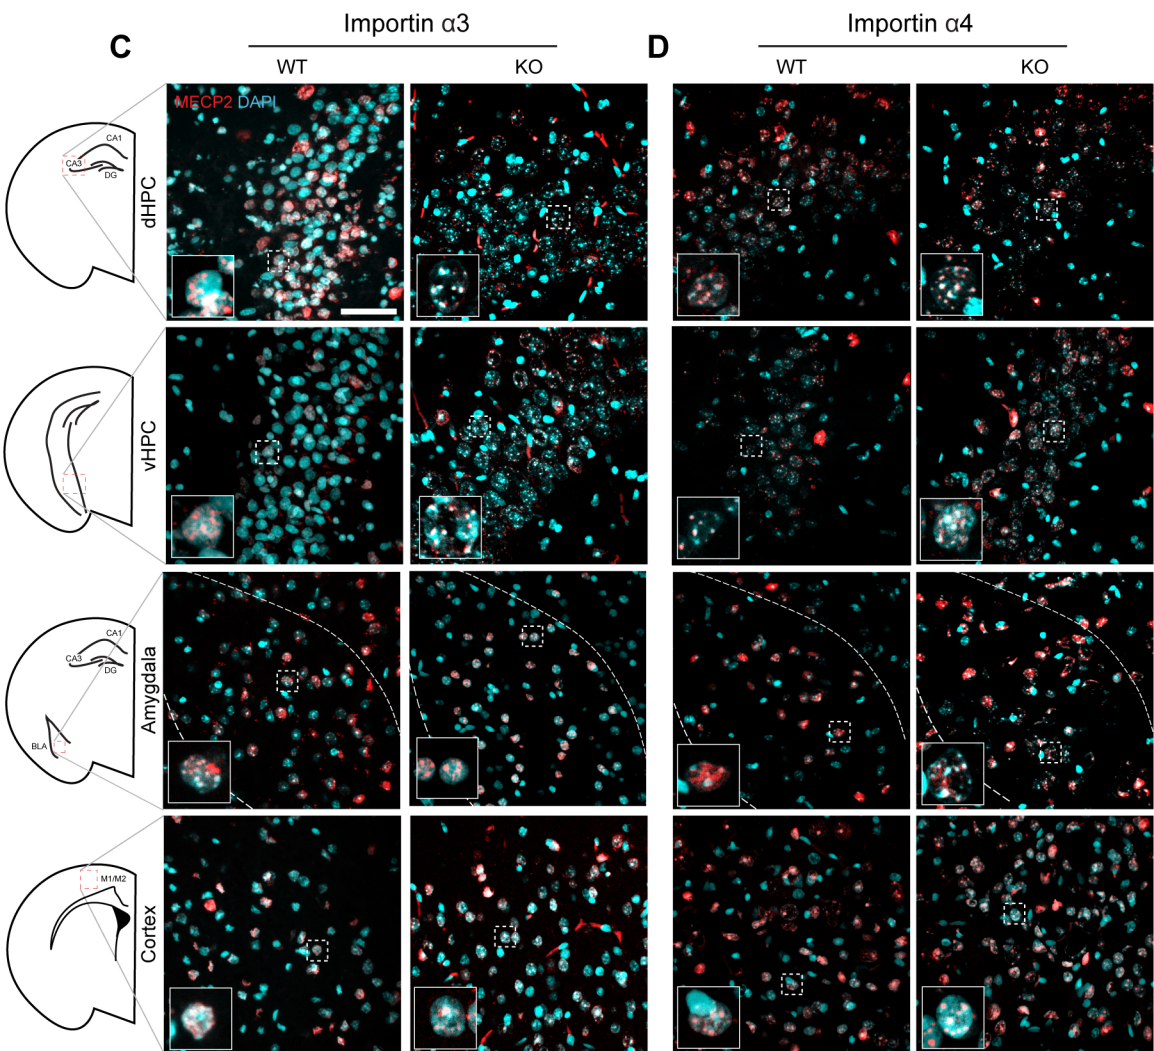 C
Importin α3
D
Importin α4
WT
KO
WT
KO
MECP2 DAPI
CA1
CA3
DG
dHPC
vHPC
CA1
CA3
DG
BLA
Amygdala
M1/M2
Cortex